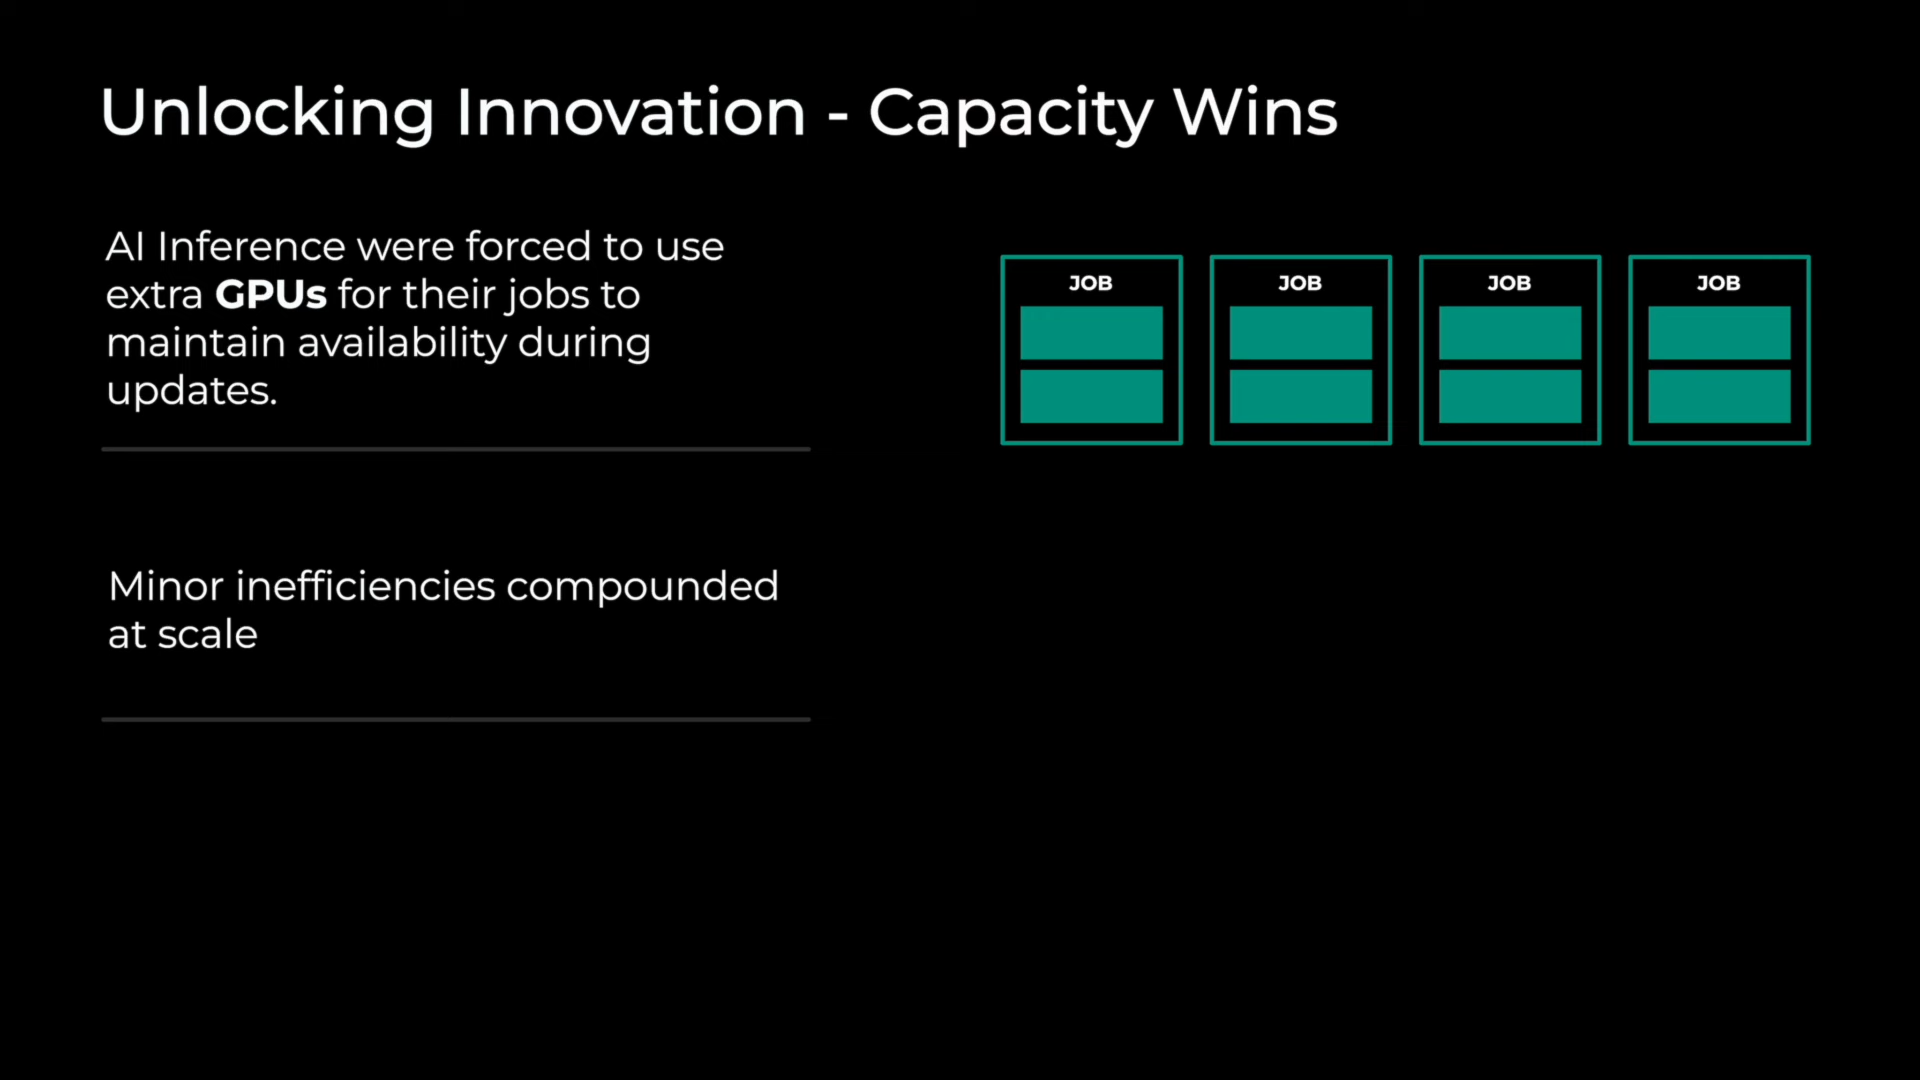 Unlocking Innovation - Capacity Wins
AI Inference were forced to use
extra GPUs for their jobs to
maintain availability during
updates.
JOB
JOB
JOB
JOB
Minor inefficiencies compounded
at scale